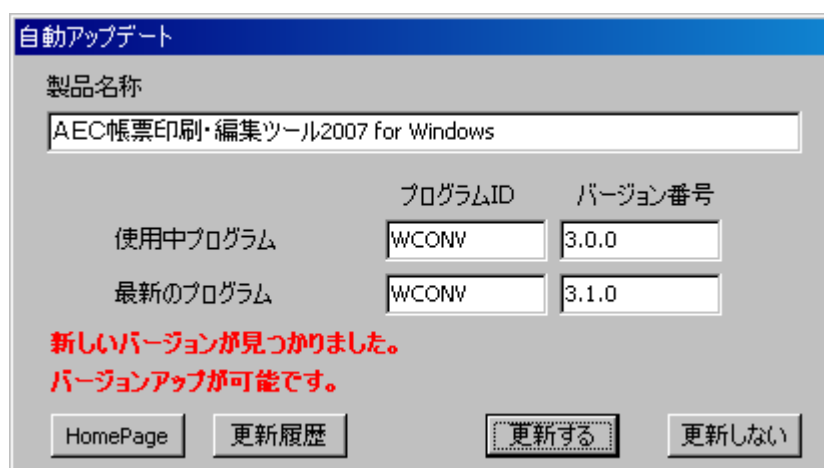 自動アップデート
製品名称
AEC帳票印刷・編集ツール2007 for Windows
プログラムID バージョン番号
使用中プログラム WCONV 3.0.0
最新のプログラム WCONV 3.1.0
新しいバージョンが見つかりました。
バージョンアップが可能です。
HomePage 更新履歴 更新する 更新しない